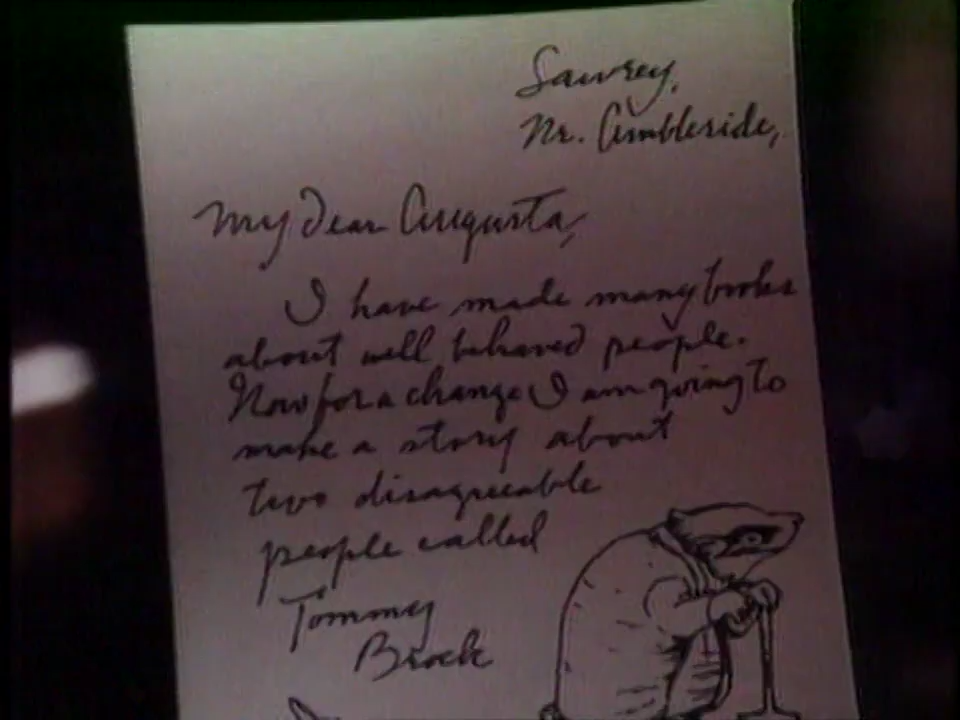 Sawrey,
Nr. Ambleside,
My dear Augusta,
I have made many books
about well behaved people.
Now for a change I am going to
make a story about
two disagreeable
people called
Tommy
Brock